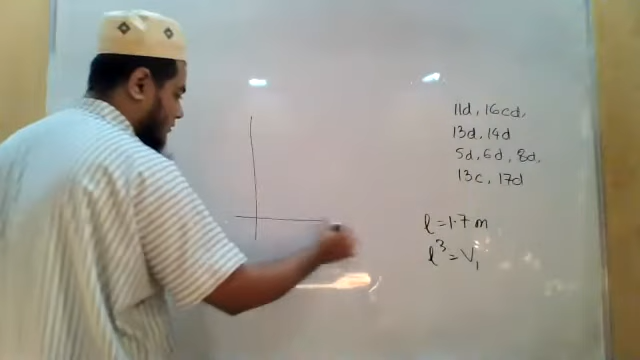 11d, 16cd,
13d, 14d
5d, 6d, 8d,
13c, 17d
l = 1.7 m
l³ = V₁